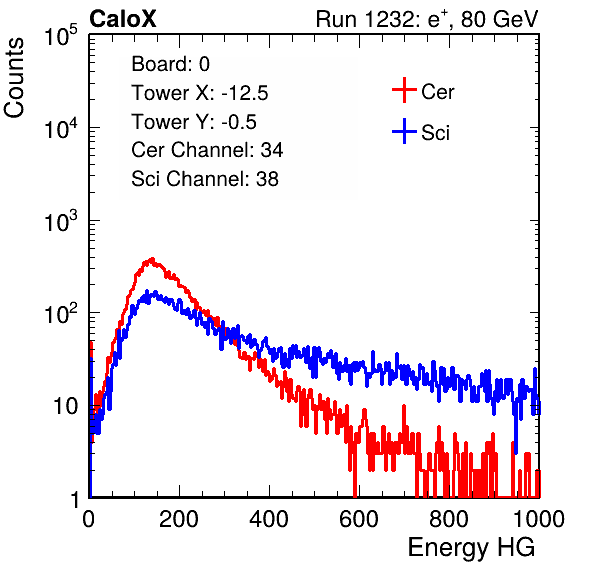 CaloX Run 1232: e⁺, 80 GeV
Counts
Board: 0
Tower X: -12.5
Tower Y: -0.5
Cer Channel: 34
Sci Channel: 38
Cer
Sci
10⁵
10⁴
10³
10²
10
1
0 200 400 600 800 1000
Energy HG